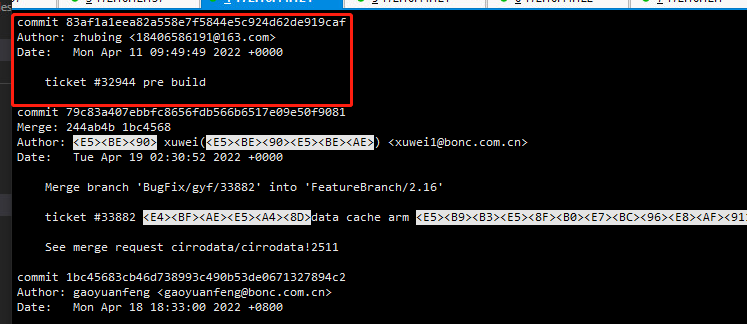 commit 83af1a1eea82a558e7f5844e5c924d62de919caf
Author: zhubing <18406586191@163.com>
Date:   Mon Apr 11 09:49:49 2022 +0000
ticket #32944 pre build
commit 79c83a407ebbfc8656fdb566b6517e09e50f9081
Merge: 244ab4b 1bc4568
Author: <E5><BE><90> xuwei(<E5><BE><90><E5><BE><AE>) <xuwei1@bonc.com.cn>
Date:   Tue Apr 19 02:30:52 2022 +0000
Merge branch 'BugFix/gyf/33882' into 'FeatureBranch/2.16'
ticket #33882 <E4><BF><AE><E5><A4><8D>data cache arm <E5><B9><B3><E5><8F><B0><E7><BC><96><E8><AF><91
See merge request cirrodata/cirrodata!2511
commit 1bc45683cb46d738993c490b53de0671327894c2
Author: gaoyuanfeng <gaoyuanfeng@bonc.com.cn>
Date:   Mon Apr 18 18:33:00 2022 +0800